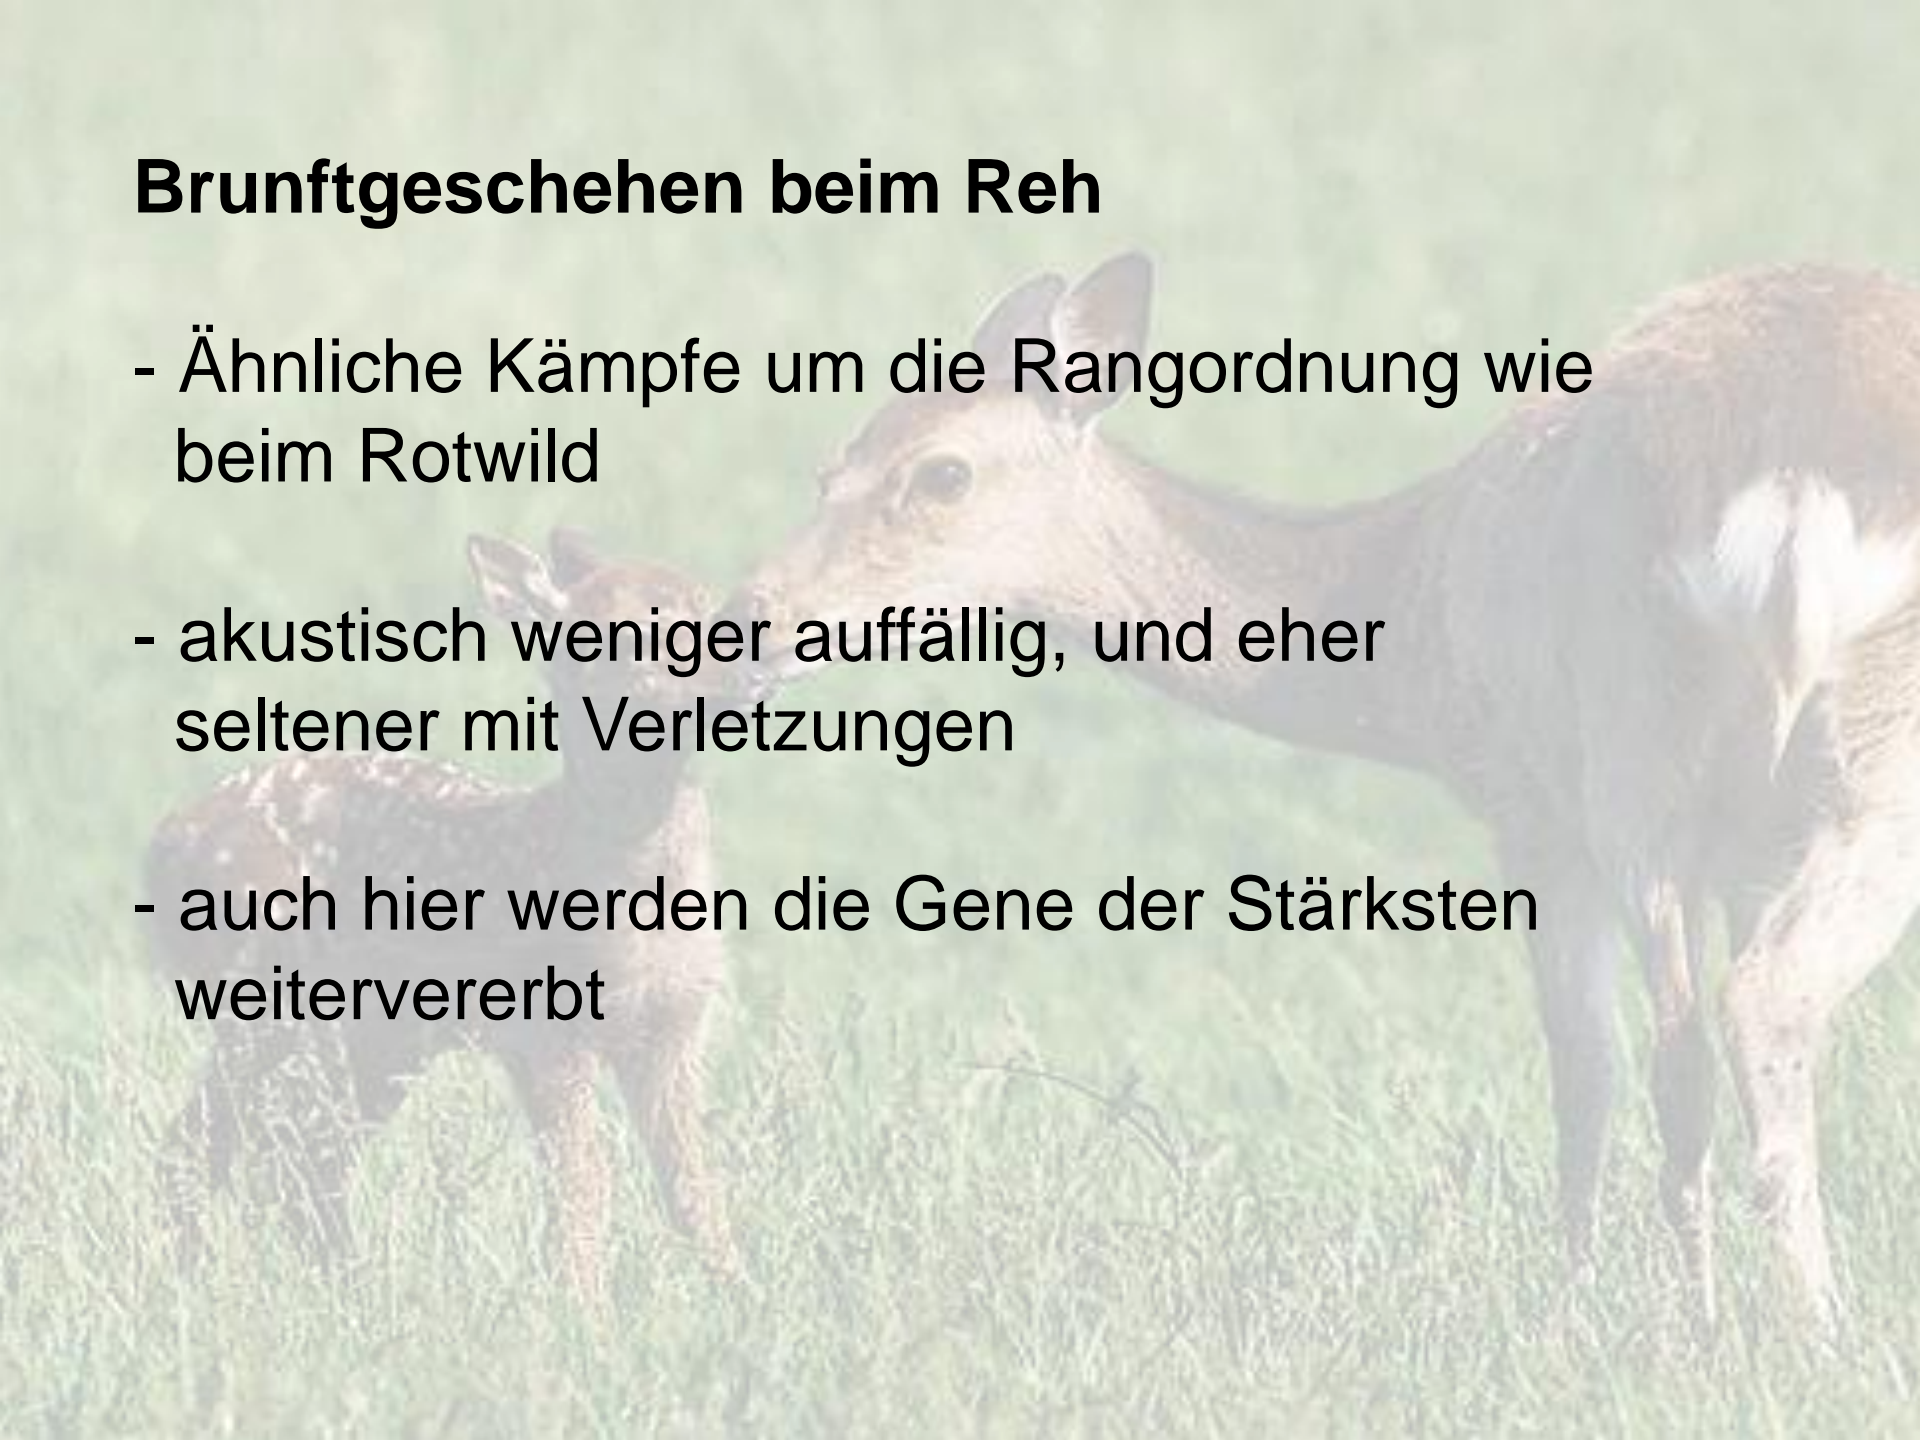 Brunftgeschehen beim Reh
- Ähnliche Kämpfe um die Rangordnung wie
beim Rotwild
- akustisch weniger auffällig, und eher
seltener mit Verletzungen
- auch hier werden die Gene der Stärksten
weitervererbt